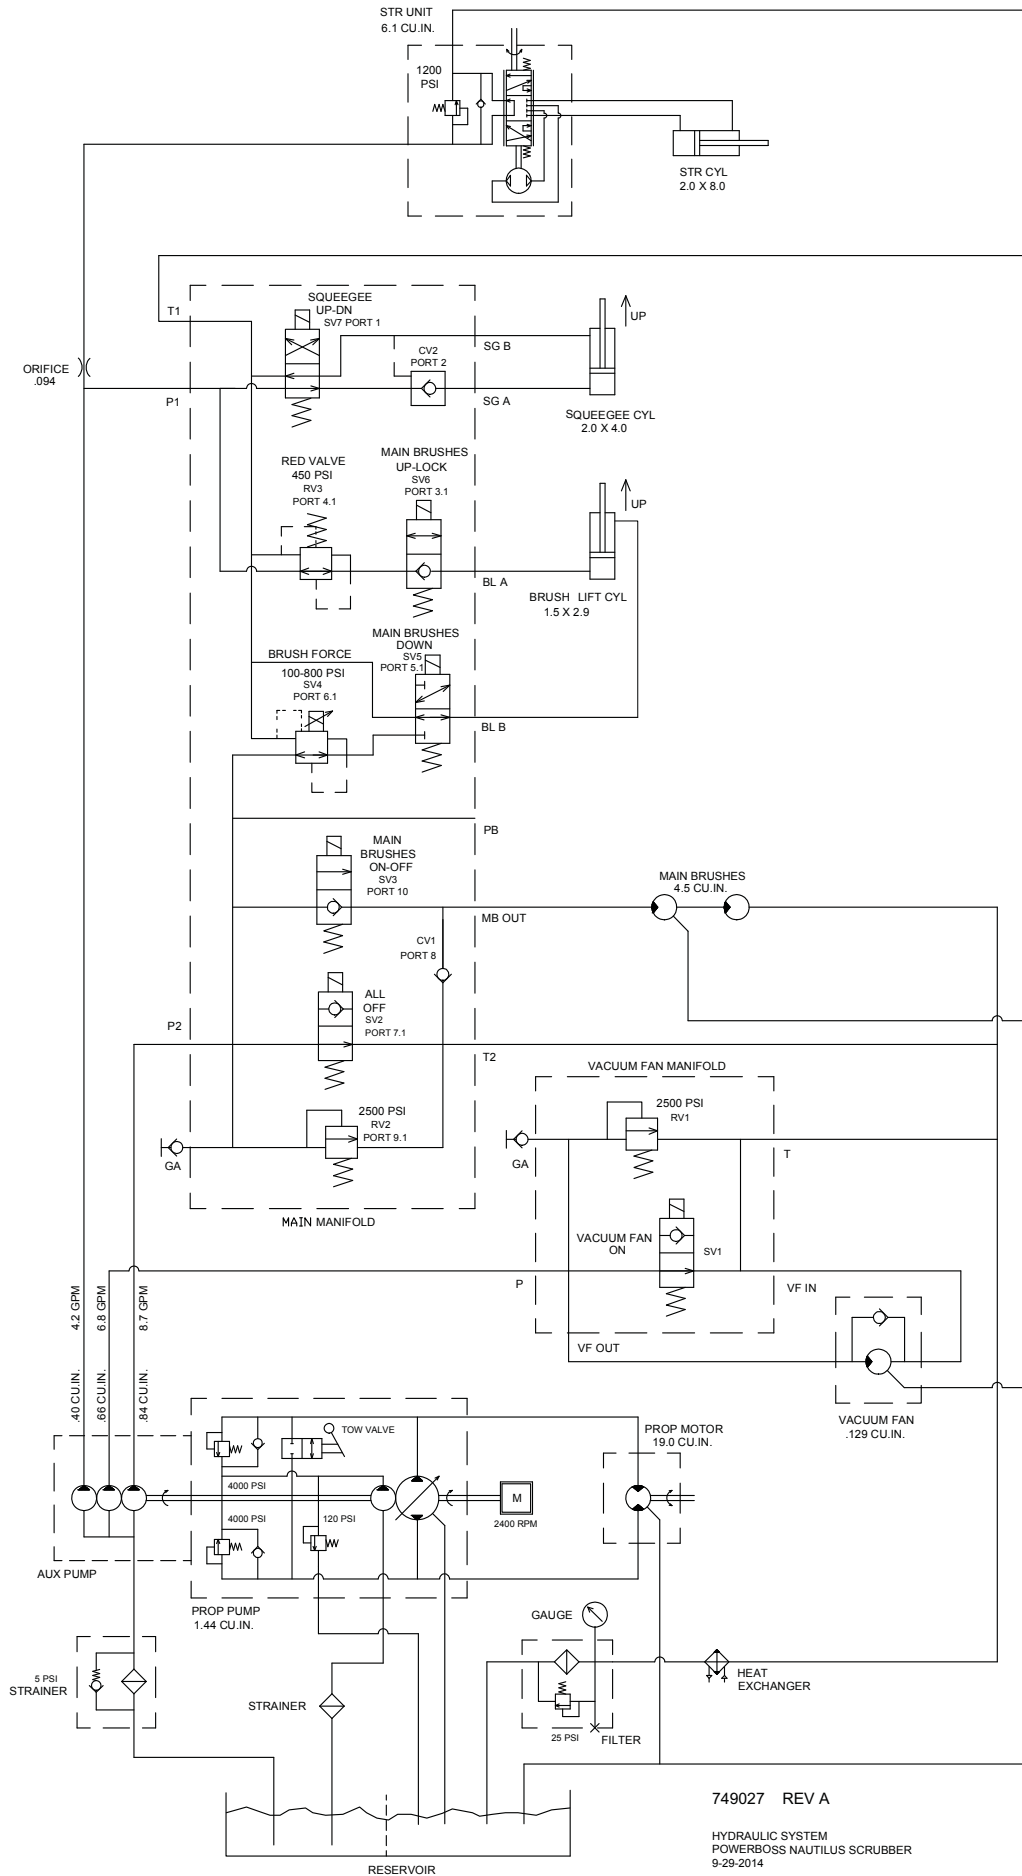 STR UNIT
6.1 CU.IN.
1200
PSI
STR CYL
2.0 X 8.0
T1
SQUEEGEE
UP-DN
SV7 PORT 1
UP
CV2
PORT 2
SG B
ORIFICE
.094
P1
SG A
SQUEEGEE CYL
2.0 X 4.0
RED VALVE
450 PSI
RV3
PORT 4.1
MAIN BRUSHES
UP-LOCK
SV6
PORT 3.1
UP
BL A
BRUSH LIFT CYL
1.5 X 2.9
MAIN BRUSHES
DOWN
SV5
PORT 5.1
BRUSH FORCE
100-800 PSI
SV4
PORT 6.1
BL B
PB
MAIN
BRUSHES
ON-OFF
SV3
PORT 10
MAIN BRUSHES
4.5 CU.IN.
MB OUT
CV1
PORT 8
ALL
OFF
SV2
PORT 7.1
P2
T2
VACUUM FAN MANIFOLD
2500 PSI
RV2
PORT 9.1
2500 PSI
RV1
GA
GA
T
MAIN MANIFOLD
VACUUM FAN
ON
SV1
P
VF IN
VF OUT
4.2 GPM
6.8 GPM
8.7 GPM
.40 CU.IN.
.66 CU.IN.
.84 CU.IN.
VACUUM FAN
.129 CU.IN.
TOW VALVE
PROP MOTOR
19.0 CU.IN.
4000 PSI
M
2400 RPM
4000 PSI
120 PSI
AUX PUMP
PROP PUMP
1.44 CU.IN.
GAUGE
5 PSI
STRAINER
STRAINER
HEAT
EXCHANGER
25 PSI
FILTER
749027 REV A
HYDRAULIC SYSTEM
POWERBOSS NAUTILUS SCRUBBER
9-29-2014
RESERVOIR